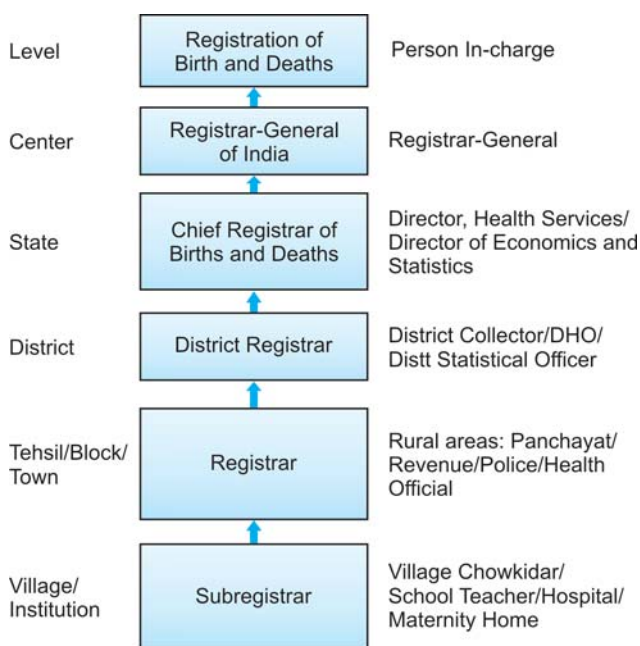 Level
Registration of
Birth and Deaths
Person In-charge
Center
Registrar-General
of India
Registrar-General
State
Chief Registrar of
Births and Deaths
Director, Health Services/
Director of Economics and
Statistics
District
District Registrar
District Collector/DHO/
Distt Statistical Officer
Tehsil/Block/
Town
Registrar
Rural areas: Panchayat/
Revenue/Police/Health
Official
Village/
Institution
Subregistrar
Village Chowkidar/
School Teacher/Hospital/
Maternity Home